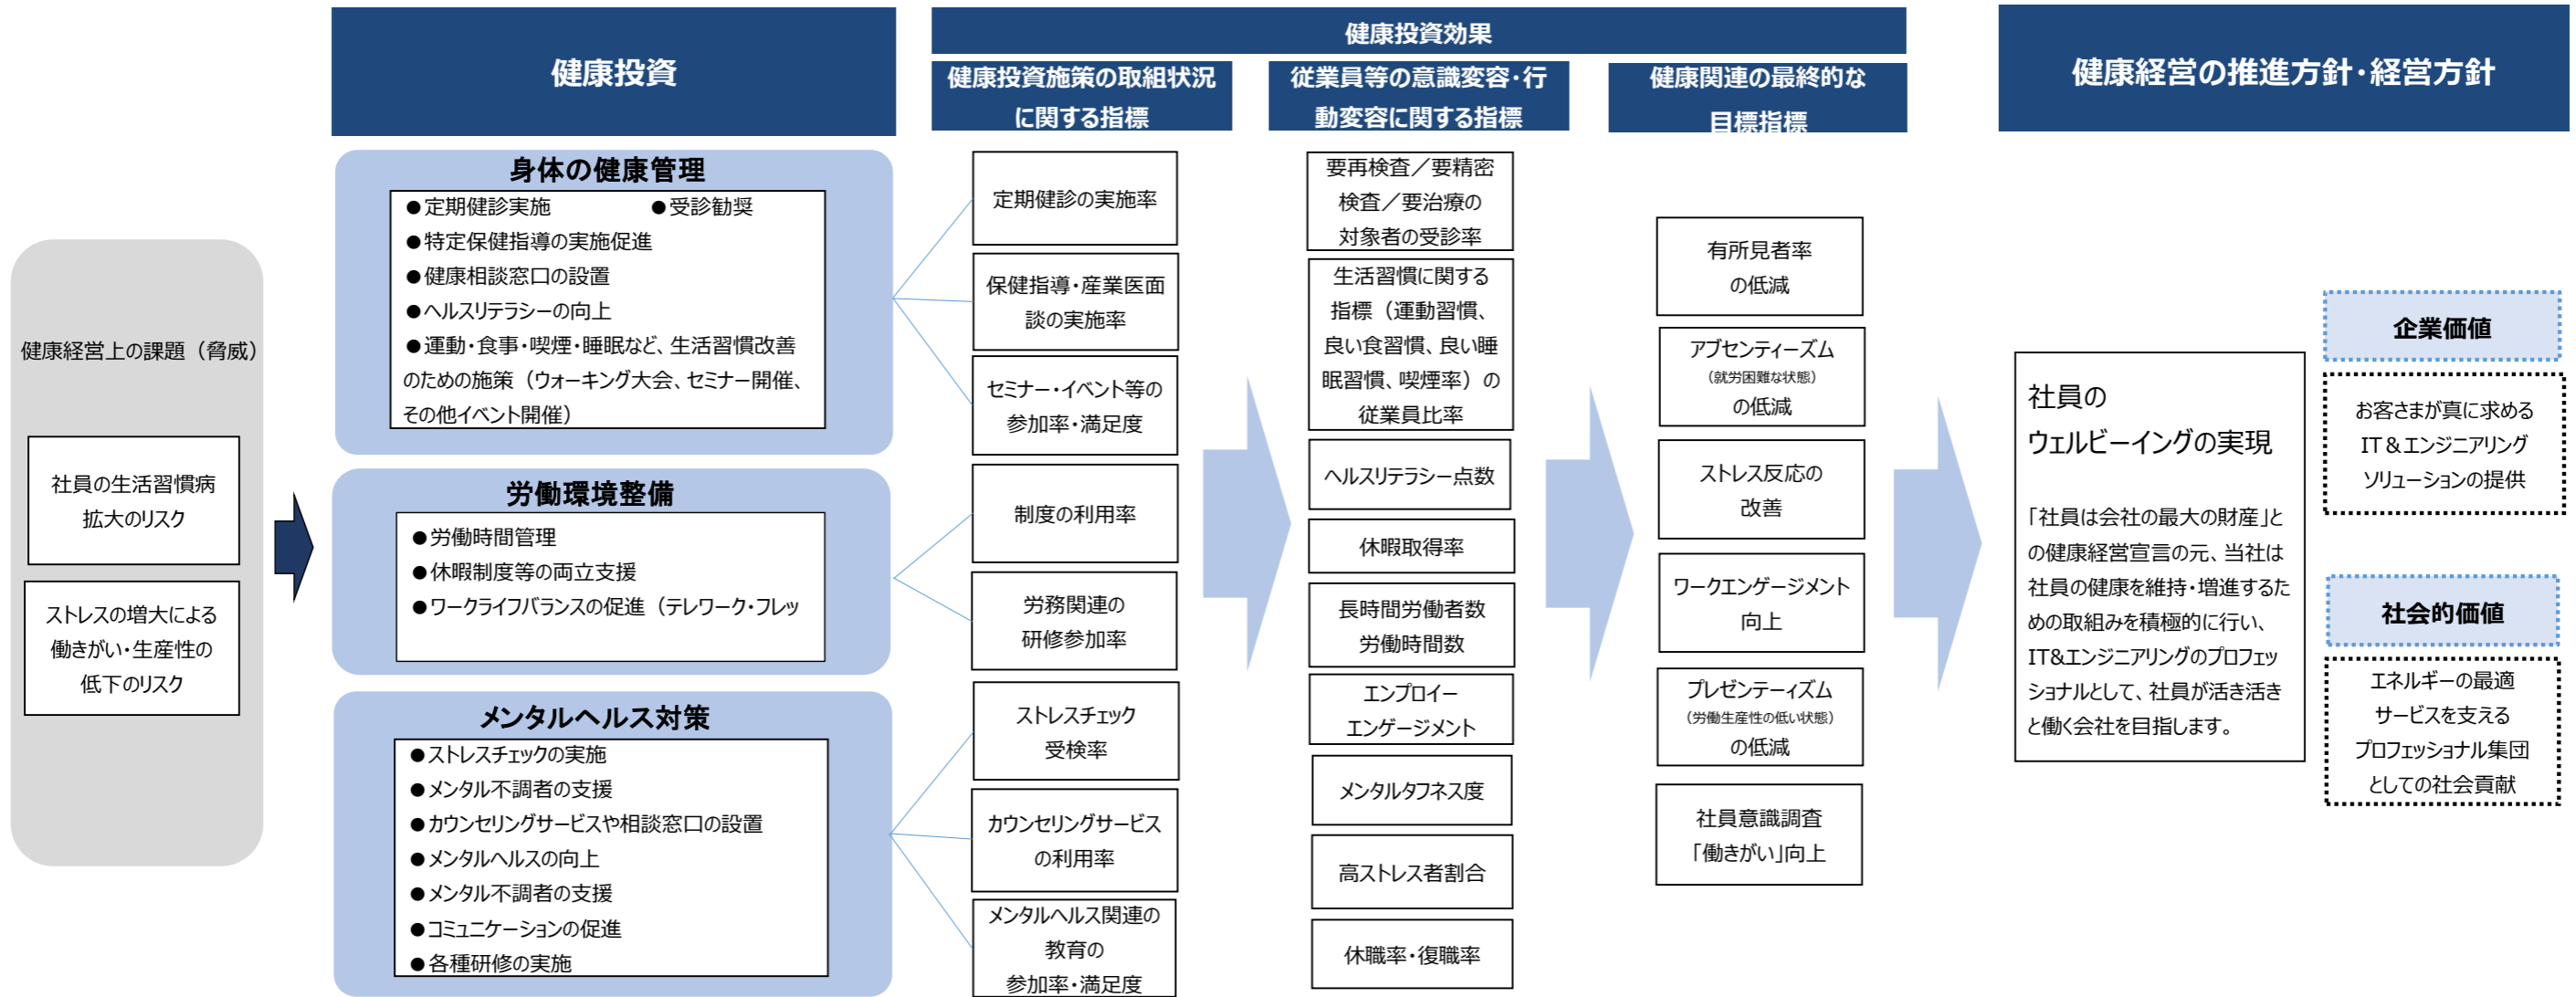 健康経営上の課題（脅威）
社員の生活習慣病
拡大のリスク
ストレスの増大による
働きがい・生産性の
低下のリスク
健康投資
身体の健康管理
●定期健診実施　●受診勧奨
●特定保健指導の実施促進
●健康相談窓口の設置
●ヘルスリテラシーの向上
●運動・食事・喫煙・睡眠など、生活習慣改善
のための施策（ウォーキング大会、セミナー開催、
その他イベント開催）
労働環境整備
●労働時間管理
●休暇制度等の両立支援
●ワークライフバランスの促進（テレワーク・フレッ
メンタルヘルス対策
●ストレスチェックの実施
●メンタル不調者の支援
●カウンセリングサービスや相談窓口の設置
●メンタルヘルスの向上
●メンタル不調者の支援
●コミュニケーションの促進
●各種研修の実施
健康投資効果
健康投資施策の取組状況
に関する指標
定期健診の実施率
保健指導・産業医面
談の実施率
セミナー・イベント等の
参加率・満足度
制度の利用率
労務関連の
研修参加率
ストレスチェック
受検率
カウンセリングサービス
の利用率
メンタルヘルス関連の
教育の
参加率・満足度
従業員等の意識変容・行
動変容に関する指標
要再検査／要精密
検査／要治療の
対象者の受診率
生活習慣に関する
指標（運動習慣、
良い食習慣、良い睡
眠習慣、喫煙率）の
従業員比率
ヘルスリテラシー点数
休暇取得率
長時間労働者数
労働時間数
エンプロイー
エンゲージメント
メンタルタフネス度
高ストレス者割合
休職率・復職率
健康関連の最終的な
目標指標
有所見者率
の低減
アブセンティーズム
（就労困難な状態）
の低減
ストレス反応の
改善
ワークエンゲージメント
向上
プレゼンティーズム
（労働生産性の低い状態）
の低減
社員意識調査
「働きがい」向上
健康経営の推進方針・経営方針
社員の
ウェルビーイングの実現
「社員は会社の最大の財産」と
の健康経営宣言の元、当社は
社員の健康を維持・増進するた
めの取組みを積極的に行い、
IT&エンジニアリングのプロフェッ
ショナルとして、社員が活き活き
と働く会社を目指します。
企業価値
お客さまが真に求める
IT＆エンジニアリング
ソリューションの提供
社会的価値
エネルギーの最適
サービスを支える
プロフェッショナル集団
としての社会貢献